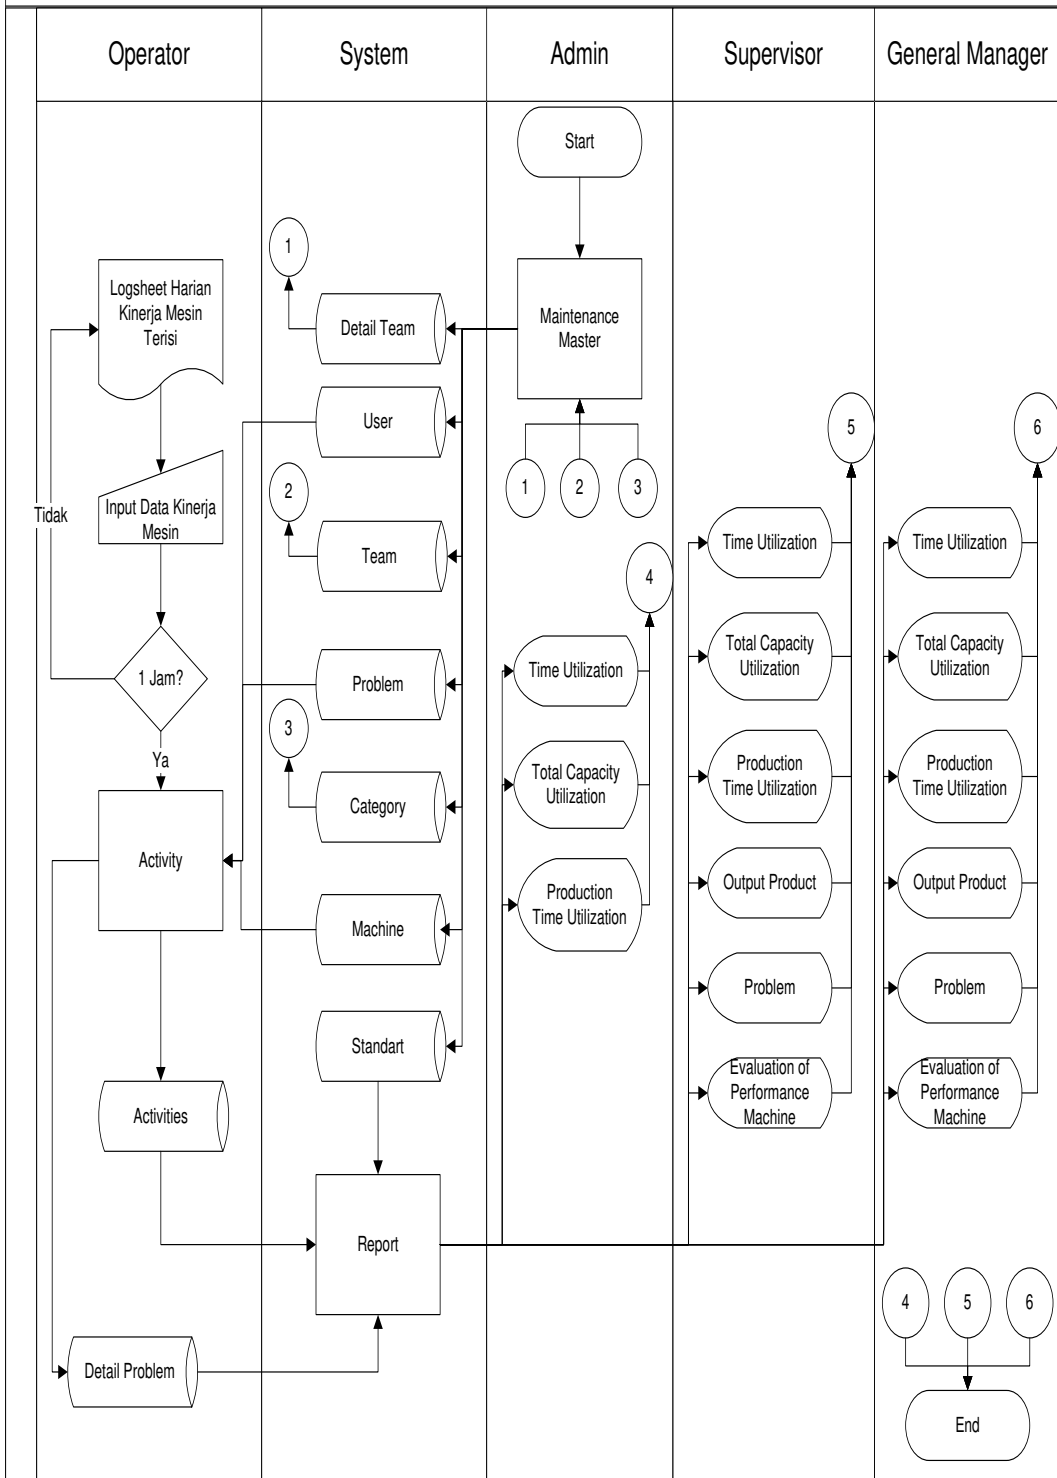 Operator
System
Admin
Supervisor
General Manager
Logsheet Harian
Kinerja Mesin
Terisi
Input Data Kinerja
Mesin
Tidak
1 Jam?
Ya
Activity
Activities
Detail Problem
1
Detail Team
User
2
Team
Problem
3
Category
Machine
Standart
Report
Start
Maintenance
Master
1
2
3
4
Time Utilization
Total Capacity
Utilization
Production
Time Utilization
5
Time Utilization
Total Capacity
Utilization
Production
Time Utilization
Output Product
Problem
Evaluation of
Performance
Machine
6
Time Utilization
Total Capacity
Utilization
Production
Time Utilization
Output Product
Problem
Evaluation of
Performance
Machine
4
5
6
End